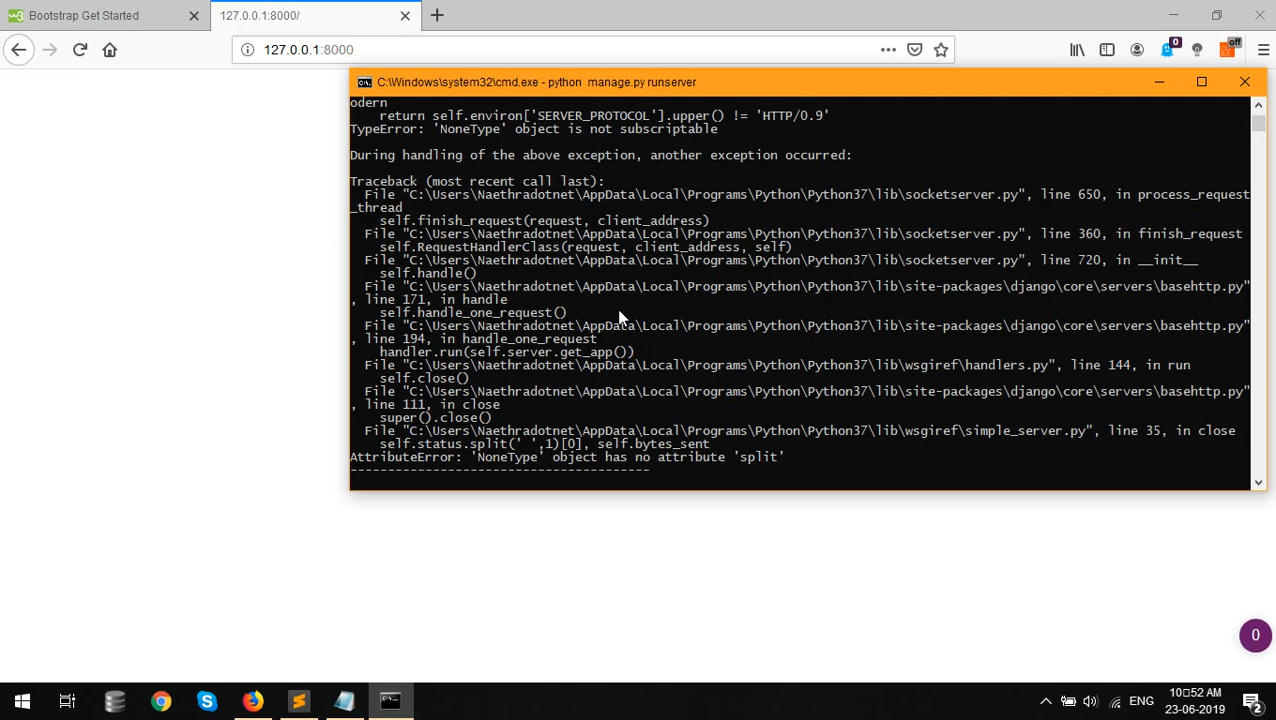 Bootstrap Get Started
127.0.0.1:8000/
127.0.0.1:8000
0
off
C:\Windows\system32\cmd.exe - python  manage.py runserver
odern
    return self.environ['SERVER_PROTOCOL'].upper() != 'HTTP/0.9'
TypeError: 'NoneType' object is not subscriptable
During handling of the above exception, another exception occurred:
Traceback (most recent call last):
  File "C:\Users\Naethradotnet\AppData\Local\Programs\Python\Python37\lib\socketserver.py", line 650, in process_request
_thread
    self.finish_request(request, client_address)
  File "C:\Users\Naethradotnet\AppData\Local\Programs\Python\Python37\lib\socketserver.py", line 360, in finish_request
    self.RequestHandlerClass(request, client_address, self)
  File "C:\Users\Naethradotnet\AppData\Local\Programs\Python\Python37\lib\socketserver.py", line 720, in __init__
    self.handle()
  File "C:\Users\Naethradotnet\AppData\Local\Programs\Python\Python37\lib\site-packages\django\core\servers\basehttp.py"
, line 171, in handle
    self.handle_one_request()
  File "C:\Users\Naethradotnet\AppData\Local\Programs\Python\Python37\lib\site-packages\django\core\servers\basehttp.py"
, line 194, in handle_one_request
    handler.run(self.server.get_app())
  File "C:\Users\Naethradotnet\AppData\Local\Programs\Python\Python37\lib\wsgiref\handlers.py", line 144, in run
    self.close()
  File "C:\Users\Naethradotnet\AppData\Local\Programs\Python\Python37\lib\site-packages\django\core\servers\basehttp.py"
, line 111, in close
    super().close()
  File "C:\Users\Naethradotnet\AppData\Local\Programs\Python\Python37\lib\wsgiref\simple_server.py", line 35, in close
    self.status.split(' ',1)[0], self.bytes_sent
AttributeError: 'NoneType' object has no attribute 'split'
----------------------------------------
0
ENG
10:52 AM
23-06-2019
2